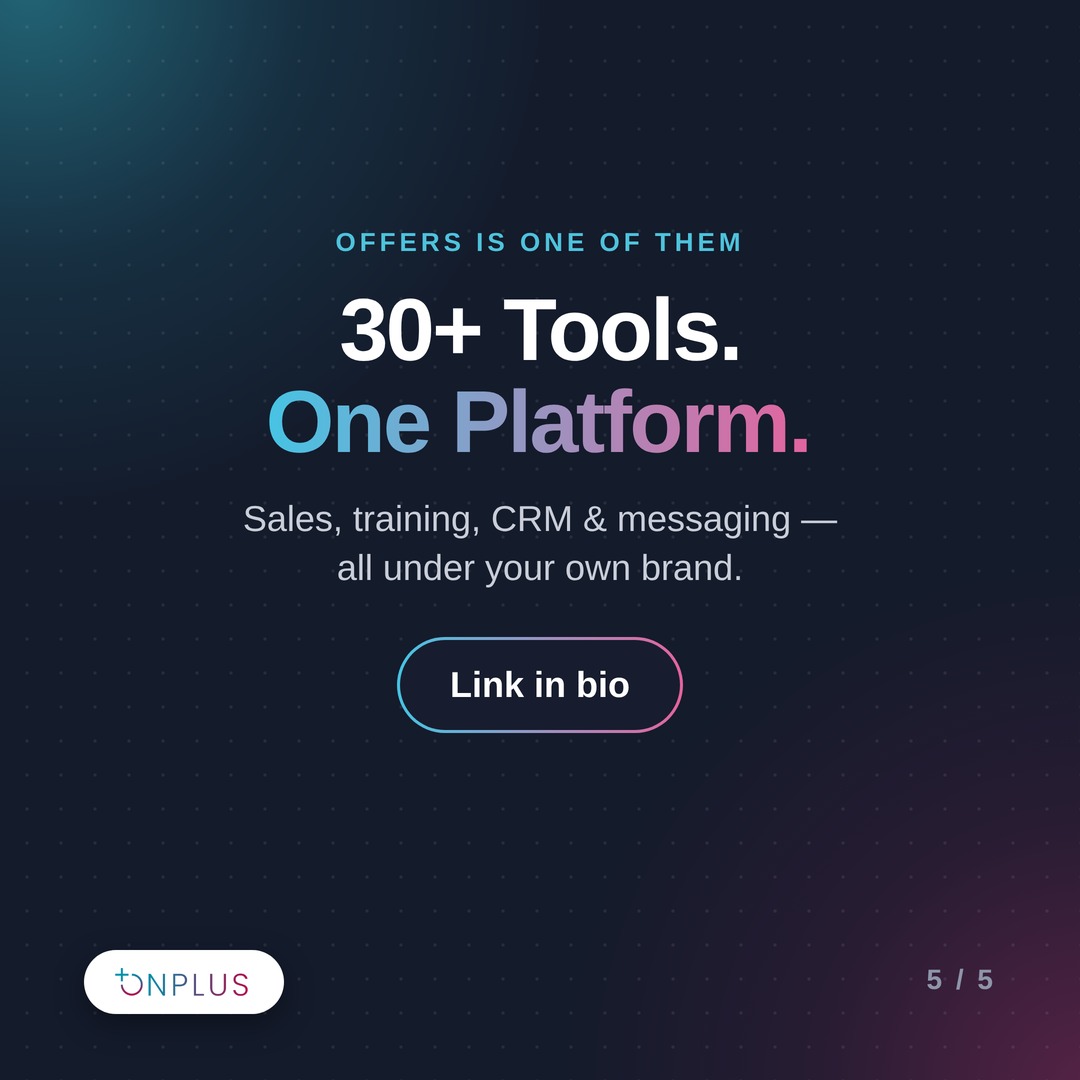 OFFERS IS ONE OF THEM
30+ Tools.
One Platform.
Sales, training, CRM & messaging —
all under your own brand.
Link in bio
ONPLUS
5 / 5